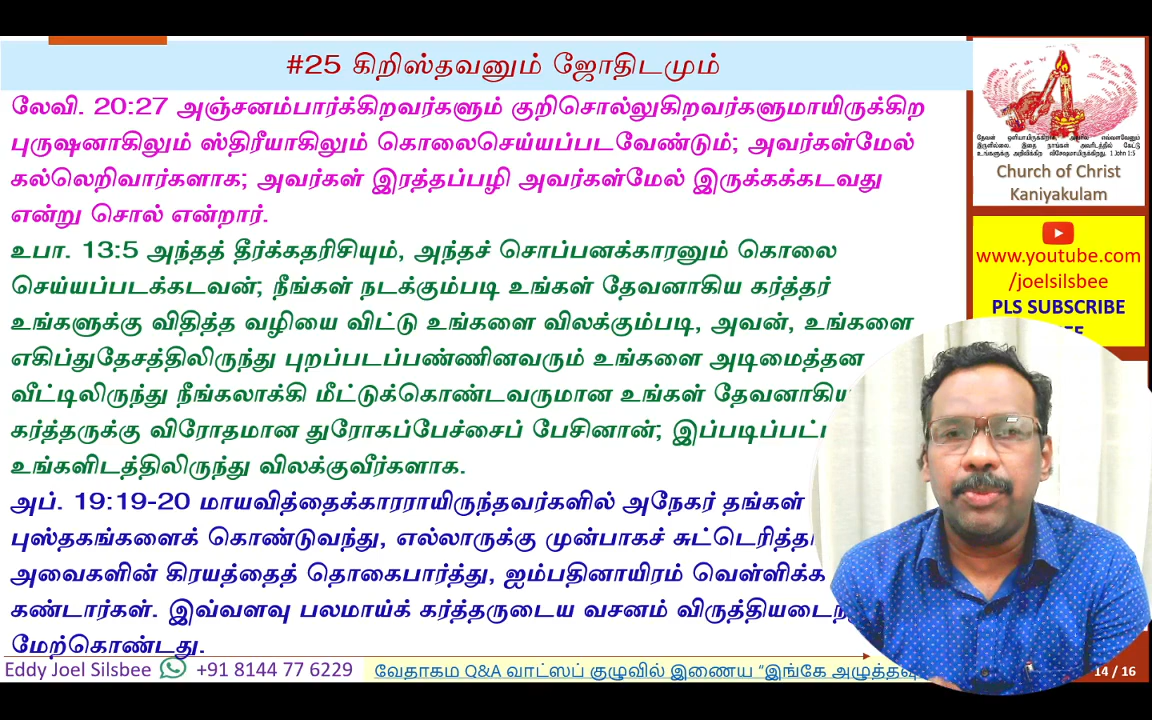 #25 கிறிஸ்தவனும் ஜோதிடமும்
லேவி. 20:27 அஞ்சனம்பார்க்கிறவர்களும் குறிசொல்லுகிறவர்களுமாயிருக்கிற
புருஷனாகிலும் ஸ்திரீயாகிலும் கொலைசெய்யப்படவேண்டும்; அவர்கள்மேல்
கல்லெறிவார்களாக; அவர்கள் இரத்தப்பழி அவர்கள்மேல் இருக்கக்கடவது
என்று சொல் என்றார்.
உபா. 13:5 அந்தத் தீர்க்கதரிசியும், அந்தச் சொப்பனக்காரனும் கொலை
செய்யப்படக்கடவன்; நீங்கள் நடக்கும்படி உங்கள் தேவனாகிய கர்த்தர்
உங்களுக்கு விதித்த வழியை விட்டு உங்களை விலக்கும்படி, அவன், உங்களை
எகிப்துதேசத்திலிருந்து புறப்படப்பண்ணினவரும் உங்களை அடிமைத்தன
வீட்டிலிருந்து நீங்கலாக்கி மீட்டுக்கொண்டவருமான உங்கள்
கர்த்தருக்கு விரோதமான துரோகப்பேச்சைப் பேசினான்;
உங்களிடத்திலிருந்து விலக்குவீர்களாக.
அப். 19:19-20 மாயவித்தைக்காரராயிருந்தவர்களில் அநேகர் தங்கள்
புஸ்தகங்களைக் கொண்டுவந்து, எல்லாருக்கு முன்பாகச்
அவைகளின் கிரயத்தைத் தொகைபார்த்து, ஐம்பதினாயிரம்
கண்டார்கள். இவ்வளவு பலமாய்க் கர்த்தருடைய வசனம்
மேற்கொண்டது.
Eddy Joel Silsbee +91 8144 77 6229
வேதாகம Q&A வாட்ஸப் குழுவில் இணைய “இங்கே
1 John 1:5
Church of Christ
Kaniyakulam
www.youtube.com
/joelsilsbee
PLS SUBSCRIBE
14 / 16